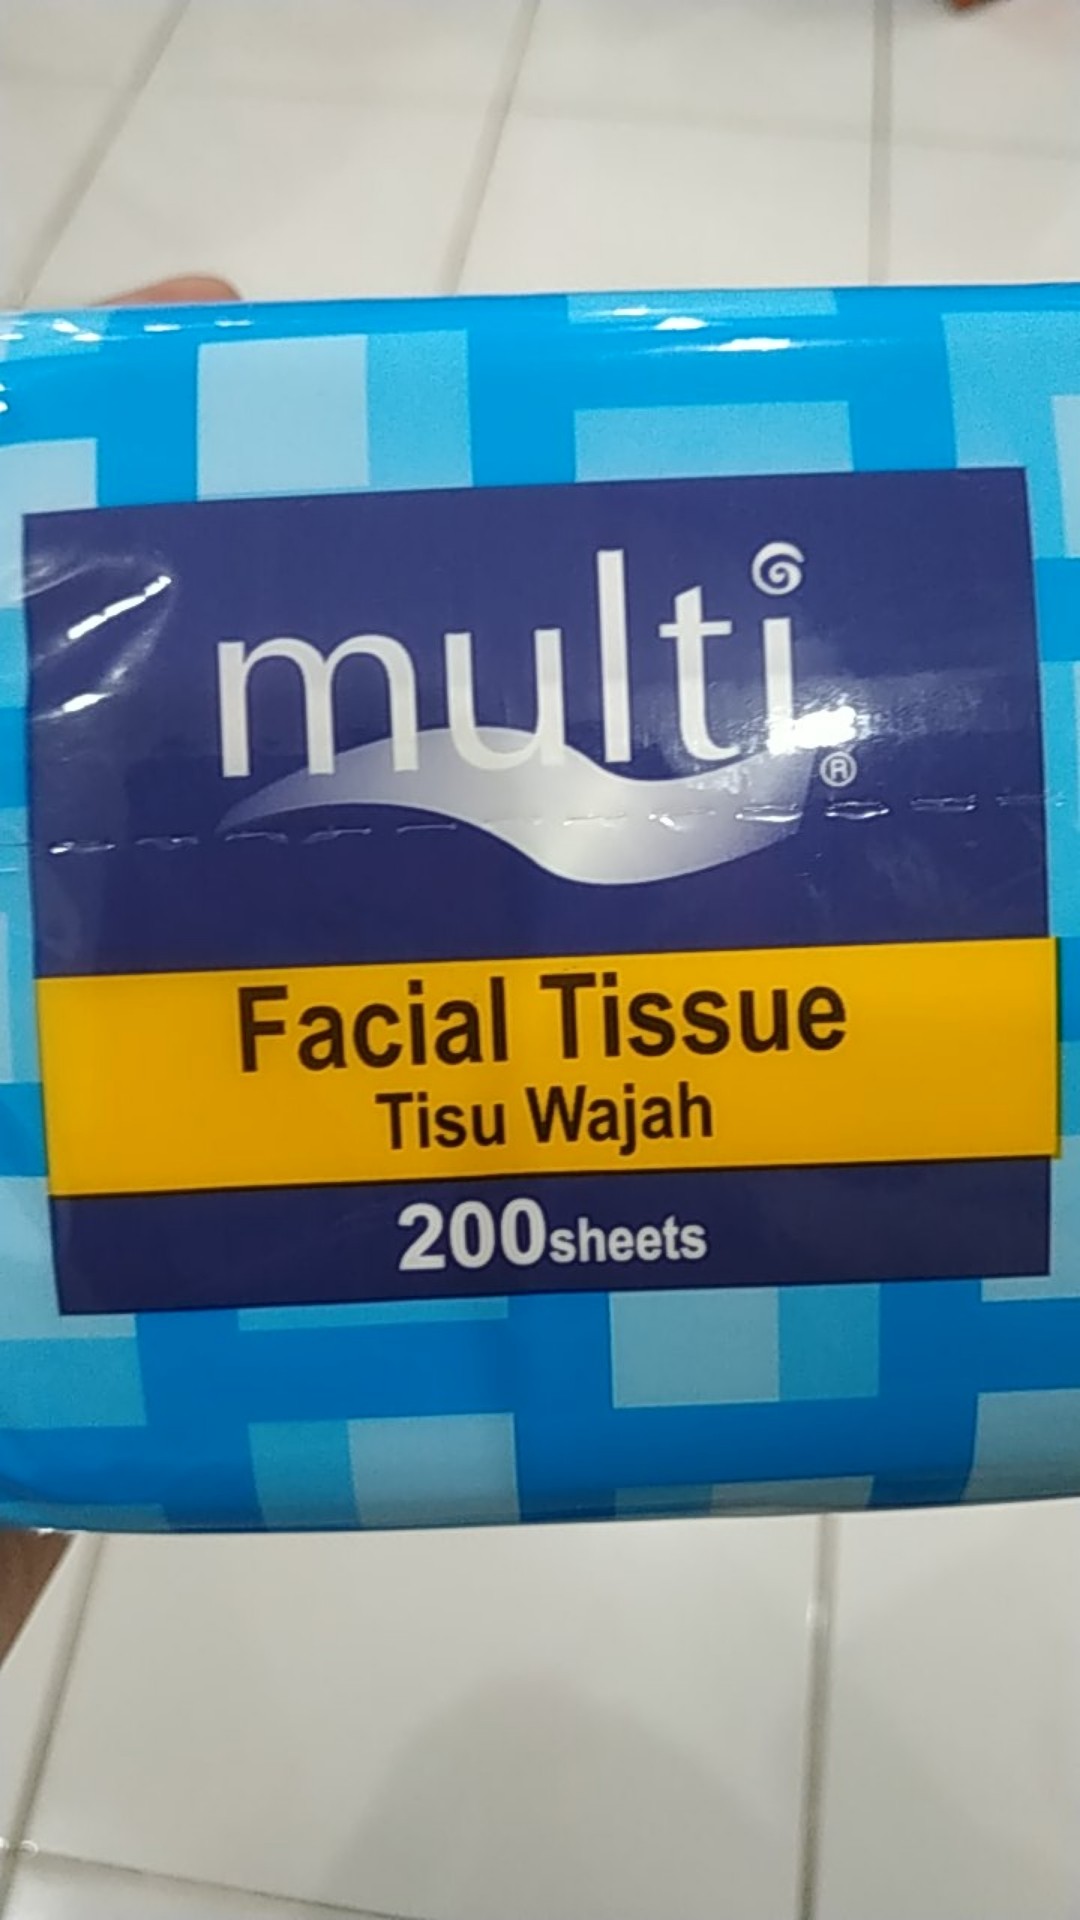 multi®
Facial Tissue
Tisu Wajah
200sheets